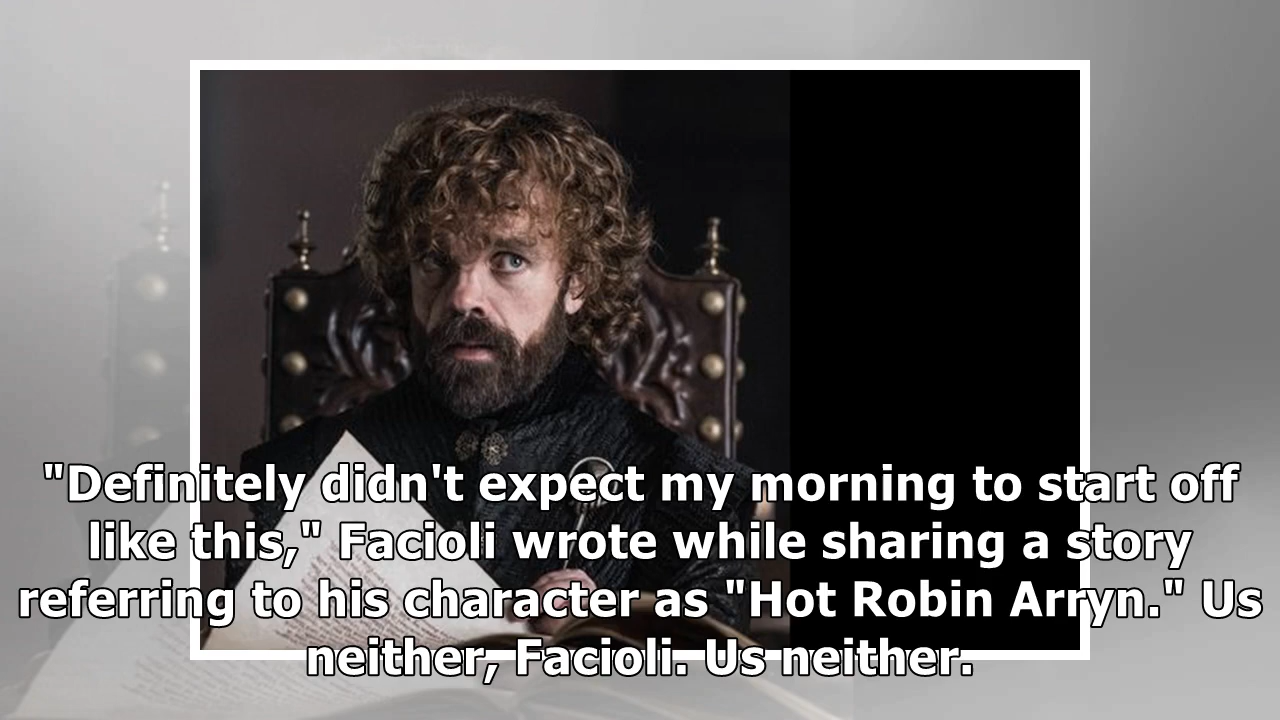 "Definitely didn't expect my morning to start off
like this," Facioli wrote while sharing a story
referring to his character as "Hot Robin Arryn." Us
neither, Facioli. Us neither.